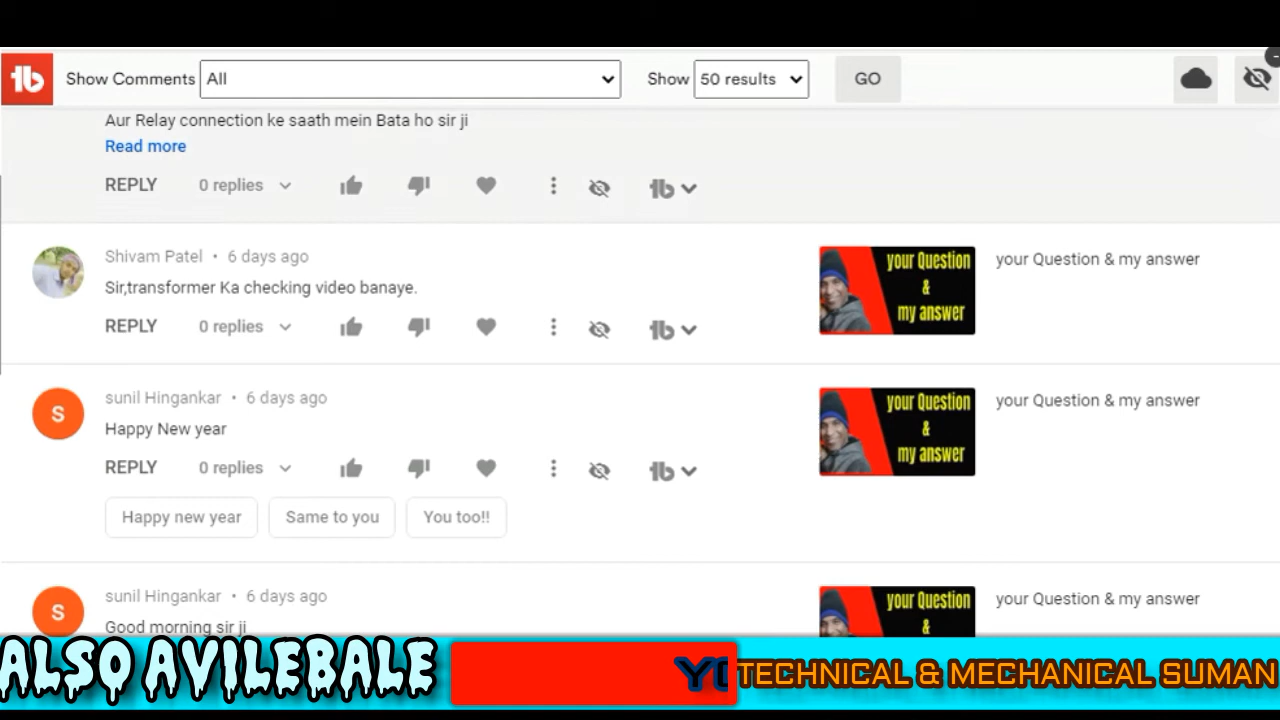 Show Comments All Show 50 results GO
Aur Relay connection ke saath mein Bata ho sir ji
Read more
REPLY 0 replies
Shivam Patel • 6 days ago
Sir,transformer Ka checking video banaye.
REPLY 0 replies
your Question
&
my answer
your Question & my answer
sunil Hingankar • 6 days ago
Happy New year
REPLY 0 replies
Happy new year Same to you You too!!
your Question
&
my answer
your Question & my answer
sunil Hingankar • 6 days ago
Good morning sir ji
your Question
&
your Question & my answer
ALSO AVILEBALE
TECHNICAL & MECHANICAL SUMAN